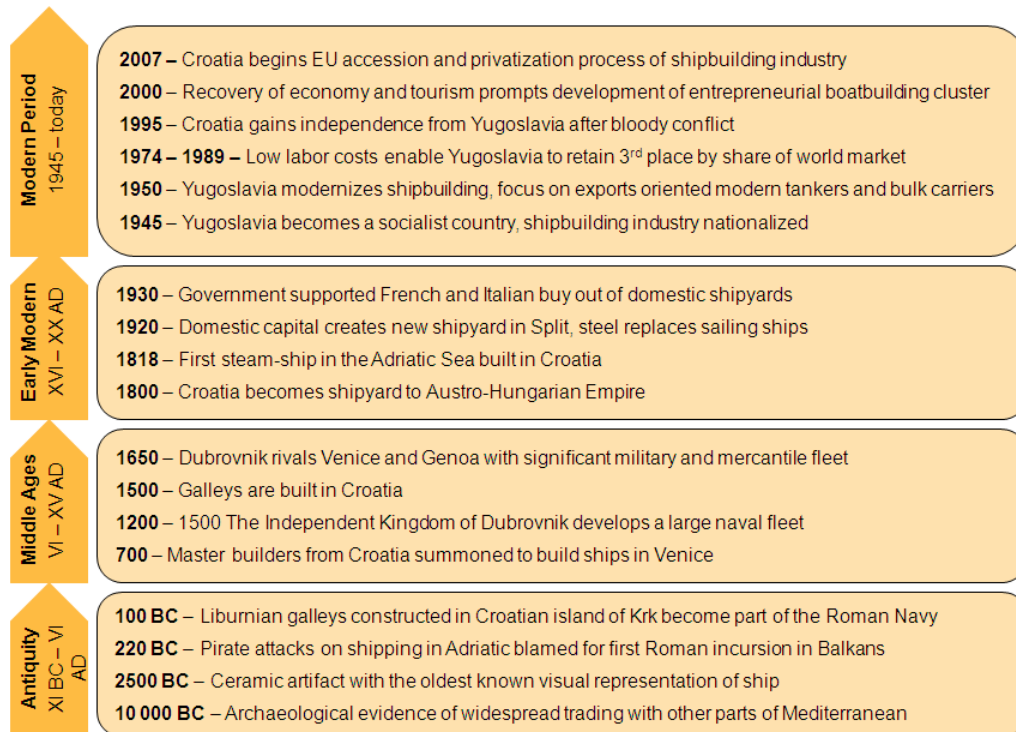 Modern Period
1945 – today
2007 – Croatia begins EU accession and privatization process of shipbuilding industry
2000 – Recovery of economy and tourism prompts development of entrepreneurial boatbuilding cluster
1995 – Croatia gains independence from Yugoslavia after bloody conflict
1974 – 1989 – Low labor costs enable Yugoslavia to retain 3rd place by share of world market
1950 – Yugoslavia modernizes shipbuilding, focus on exports oriented modern tankers and bulk carriers
1945 – Yugoslavia becomes a socialist country, shipbuilding industry nationalized
Early Modern
XVI – XX AD
1930 – Government supported French and Italian buy out of domestic shipyards
1920 – Domestic capital creates new shipyard in Split, steel replaces sailing ships
1818 – First steam-ship in the Adriatic Sea built in Croatia
1800 – Croatia becomes shipyard to Austro-Hungarian Empire
Middle Ages
VI – XV AD
1650 – Dubrovnik rivals Venice and Genoa with significant military and mercantile fleet
1500 – Galleys are built in Croatia
1200 – 1500 The Independent Kingdom of Dubrovnik develops a large naval fleet
700 – Master builders from Croatia summoned to build ships in Venice
Antiquity
XI BC – VI
AD
100 BC – Liburnian galleys constructed in Croatian island of Krk become part of the Roman Navy
220 BC – Pirate attacks on shipping in Adriatic blamed for first Roman incursion in Balkans
2500 BC – Ceramic artifact with the oldest known visual representation of ship
10 000 BC – Archaeological evidence of widespread trading with other parts of Mediterranean